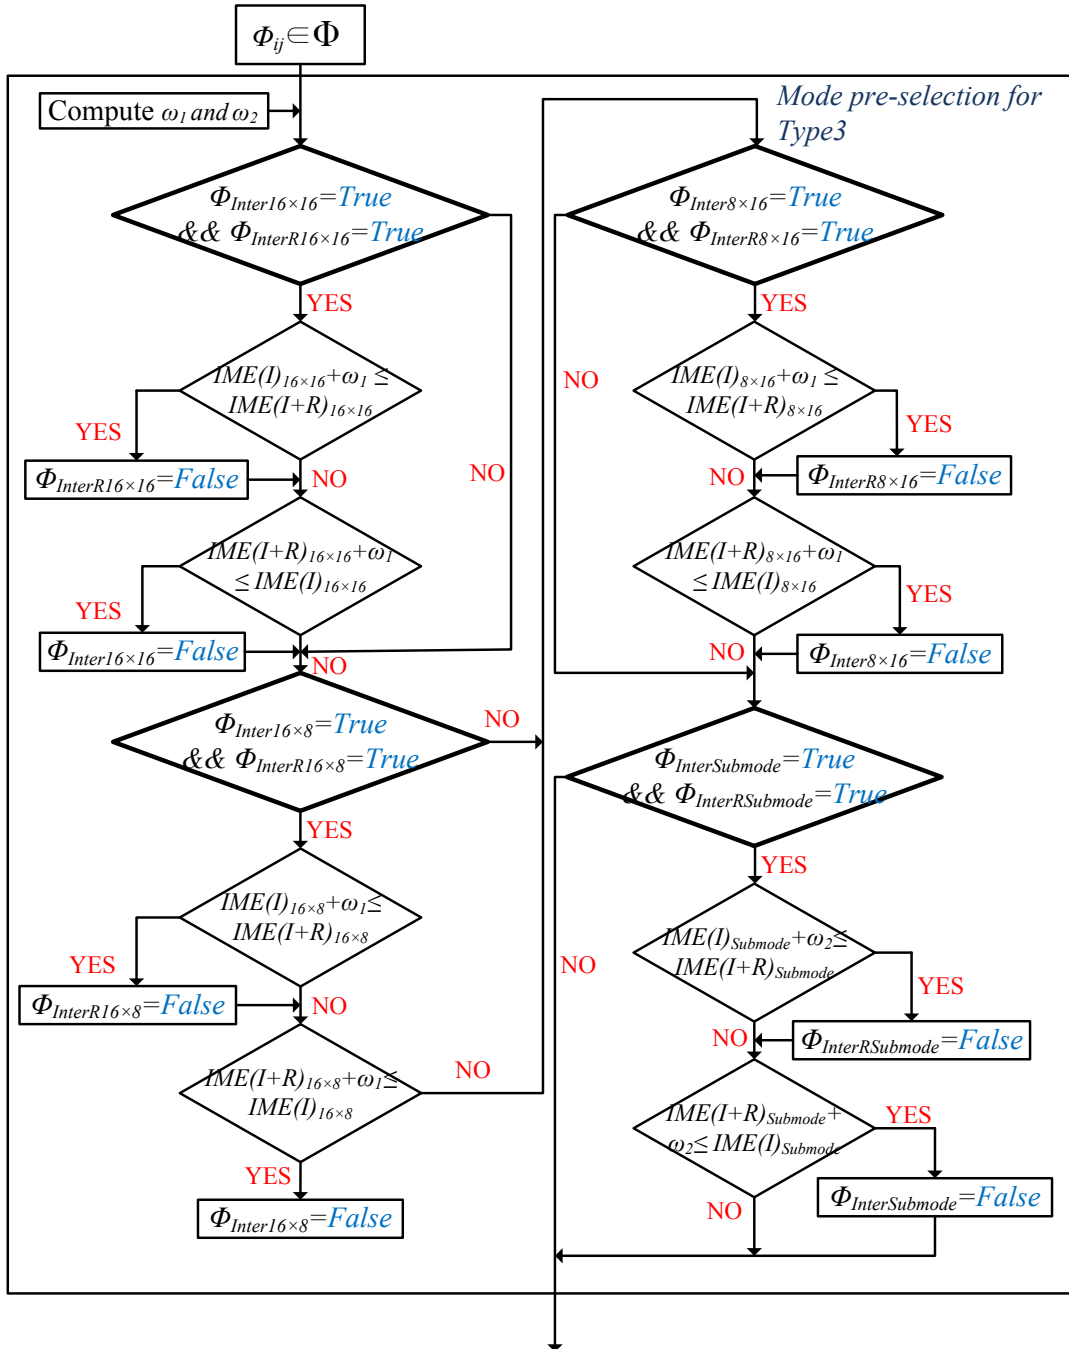 Φij∈Φ
Compute ω1 and ω2
Mode pre-selection for
Type3
ΦInter16×16=True
&& ΦInterR16×16=True
YES
NO
IME(I)16×16+ω1 ≤
IME(I+R)16×16
YES
ΦInterR16×16=False
NO
IME(I+R)16×16+ω1
≤ IME(I)16×16
YES
ΦInter16×16=False
NO
ΦInter16×8=True
&& ΦInterR16×8=True
NO
YES
IME(I)16×8+ω1≤
IME(I+R)16×8
YES
ΦInterR16×8=False
NO
IME(I+R)16×8+ω1≤
IME(I)16×8
NO
YES
ΦInter16×8=False
ΦInter8×16=True
&& ΦInterR8×16=True
NO
IME(I)8×16+ω1 ≤
IME(I+R)8×16
YES
NO
ΦInterR8×16=False
IME(I+R)8×16+ω1
≤ IME(I)8×16
YES
NO
ΦInter8×16=False
ΦInterSubmode=True
&& ΦInterRSubmode=True
YES
NO
IME(I)Submode+ω2≤
IME(I+R)Submode
YES
NO
ΦInterRSubmode=False
IME(I+R)Submode+
ω2≤ IME(I)Submode
YES
NO
ΦInterSubmode=False